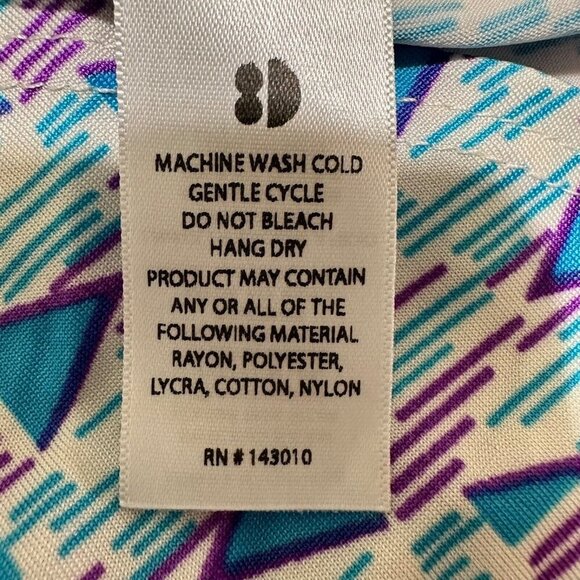 8D
MACHINE WASH COLD
GENTLE CYCLE
DO NOT BLEACH
HANG DRY
PRODUCT MAY CONTAIN
ANY OR ALL OF THE
FOLLOWING MATERIAL
RAYON, POLYESTER,
LYCRA, COTTON, NYLON
RN # 143010